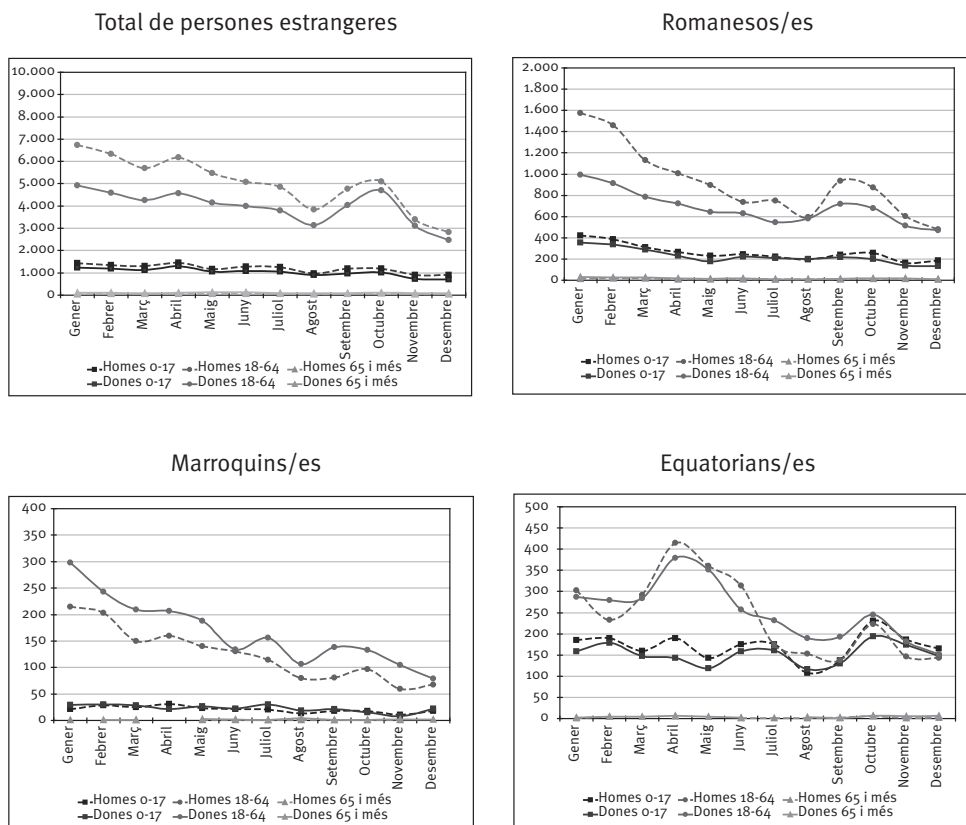 Total de persones estrangeres
10.000
9.000
8.000
7.000
6.000
5.000
4.000
3.000
2.000
1.000
0
Gener
Febrer
Març
Abril
Maig
Juny
Juliol
Agost
Setembre
Octubre
Novembre
Desembre
Homes 0-17 Homes 18-64 Homes 65 i més
Dones 0-17 Dones 18-64 Dones 65 i més
Romanesos/es
2.000
1.800
1.600
1.400
1.200
1.000
800
600
400
200
0
Gener
Febrer
Març
Abril
Maig
Juny
Juliol
Agost
Setembre
Octubre
Novembre
Desembre
Homes 0-17 Homes 18-64 Homes 65 i més
Dones 0-17 Dones 18-64 Dones 65 i més
Marroquins/es
400
350
300
250
200
150
100
50
0
Gener
Febrer
Març
Abril
Maig
Juny
Juliol
Agost
Setembre
Octubre
Novembre
Desembre
Homes 0-17 Homes 18-64 Homes 65 i més
Dones 0-17 Dones 18-64 Dones 65 i més
Equatorians/es
500
450
400
350
300
250
200
150
100
50
0
Gener
Febrer
Març
Abril
Maig
Juny
Juliol
Agost
Setembre
Octubre
Novembre
Desembre
Homes 0-17 Homes 18-64 Homes 65 i més
Dones 0-17 Dones 18-64 Dones 65 i més